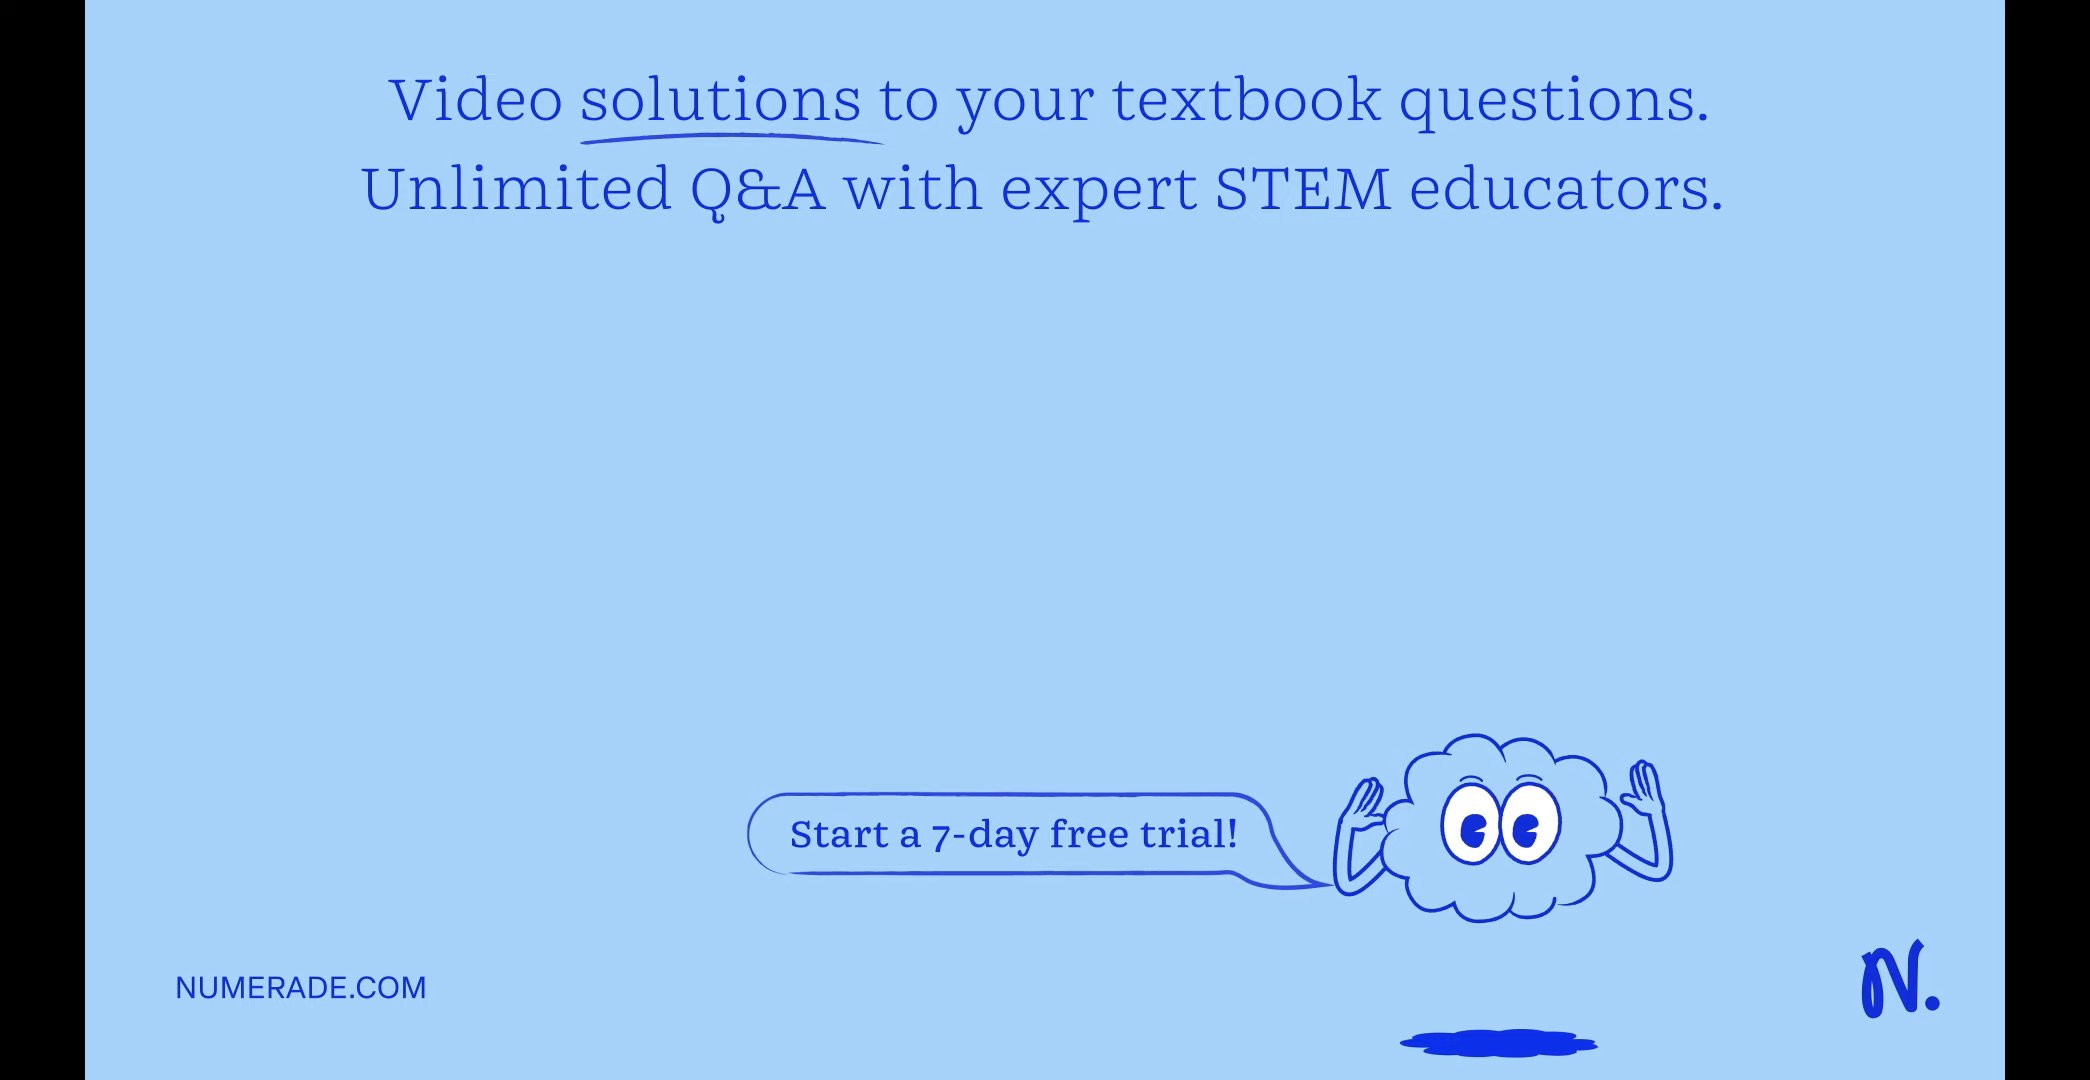 Video solutions to your textbook questions.
Unlimited Q&A with expert STEM educators.
Start a 7-day free trial!
NUMERADE.COM
N.